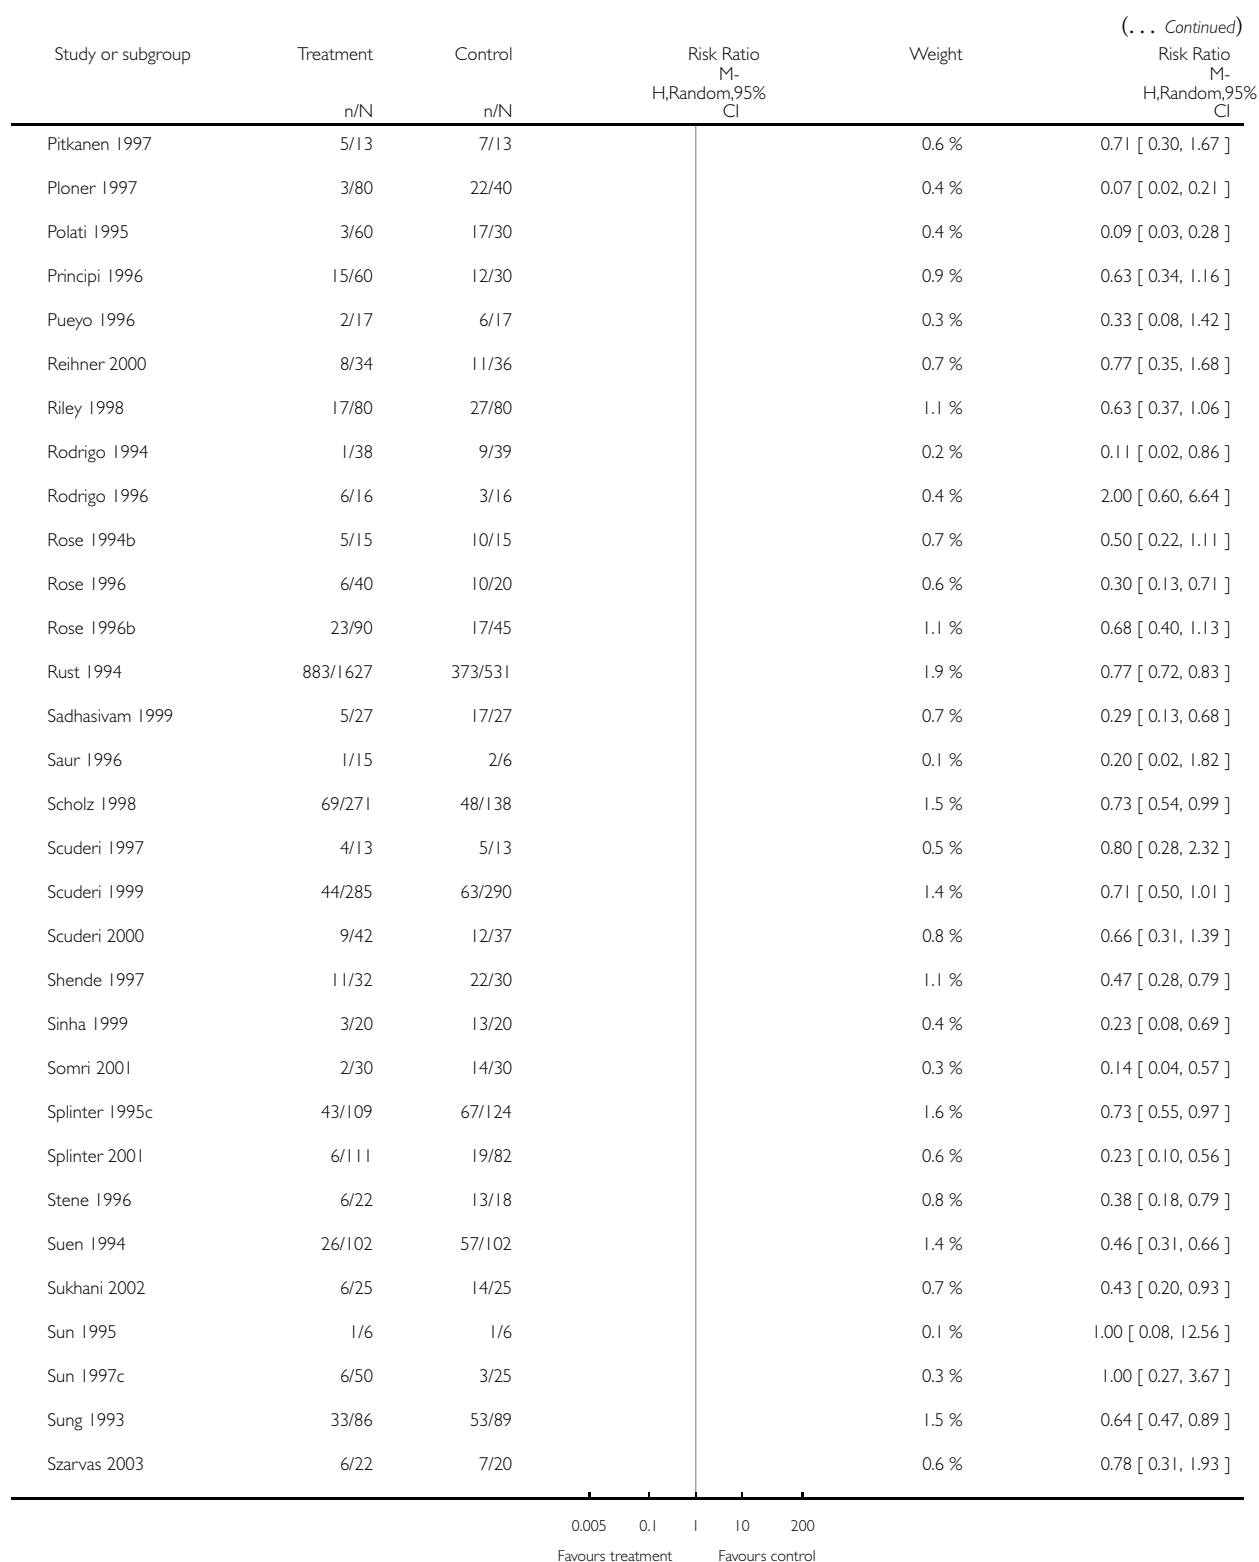 (. . . Continued)
Study or subgroup Treatment Control Risk Ratio Weight Risk Ratio
M- M-
H,Random,95% H,Random,95%
n/N n/N CI CI
Pitkanen 1997 5/13 7/13 0.6 % 0.71 [ 0.30, 1.67 ]
Ploner 1997 3/80 22/40 0.4 % 0.07 [ 0.02, 0.21 ]
Polati 1995 3/60 17/30 0.4 % 0.09 [ 0.03, 0.28 ]
Principi 1996 15/60 12/30 0.9 % 0.63 [ 0.34, 1.16 ]
Pueyo 1996 2/17 6/17 0.3 % 0.33 [ 0.08, 1.42 ]
Reihner 2000 8/34 11/36 0.7 % 0.77 [ 0.35, 1.68 ]
Riley 1998 17/80 27/80 1.1 % 0.63 [ 0.37, 1.06 ]
Rodrigo 1994 1/38 9/39 0.2 % 0.11 [ 0.02, 0.86 ]
Rodrigo 1996 6/16 3/16 0.4 % 2.00 [ 0.60, 6.64 ]
Rose 1994b 5/15 10/15 0.7 % 0.50 [ 0.22, 1.11 ]
Rose 1996 6/40 10/20 0.6 % 0.30 [ 0.13, 0.71 ]
Rose 1996b 23/90 17/45 1.1 % 0.68 [ 0.40, 1.13 ]
Rust 1994 883/1627 373/531 1.9 % 0.77 [ 0.72, 0.83 ]
Sadhasivam 1999 5/27 17/27 0.7 % 0.29 [ 0.13, 0.68 ]
Saur 1996 1/15 2/6 0.1 % 0.20 [ 0.02, 1.82 ]
Scholz 1998 69/271 48/138 1.5 % 0.73 [ 0.54, 0.99 ]
Scuderi 1997 4/13 5/13 0.5 % 0.80 [ 0.28, 2.32 ]
Scuderi 1999 44/285 63/290 1.4 % 0.71 [ 0.50, 1.01 ]
Scuderi 2000 9/42 12/37 0.8 % 0.66 [ 0.31, 1.39 ]
Shende 1997 11/32 22/30 1.1 % 0.47 [ 0.28, 0.79 ]
Sinha 1999 3/20 13/20 0.4 % 0.23 [ 0.08, 0.69 ]
Somri 2001 2/30 14/30 0.3 % 0.14 [ 0.04, 0.57 ]
Splinter 1995c 43/109 67/124 1.6 % 0.73 [ 0.55, 0.97 ]
Splinter 2001 6/111 19/82 0.6 % 0.23 [ 0.10, 0.56 ]
Stene 1996 6/22 13/18 0.8 % 0.38 [ 0.18, 0.79 ]
Suen 1994 26/102 57/102 1.4 % 0.46 [ 0.31, 0.66 ]
Sukhani 2002 6/25 14/25 0.7 % 0.43 [ 0.20, 0.93 ]
Sun 1995 1/6 1/6 0.1 % 1.00 [ 0.08, 12.56 ]
Sun 1997c 6/50 3/25 0.3 % 1.00 [ 0.27, 3.67 ]
Sung 1993 33/86 53/89 1.5 % 0.64 [ 0.47, 0.89 ]
Szarvas 2003 6/22 7/20 0.6 % 0.78 [ 0.31, 1.93 ]
0.005 0.1 1 10 200
Favours treatment Favours control